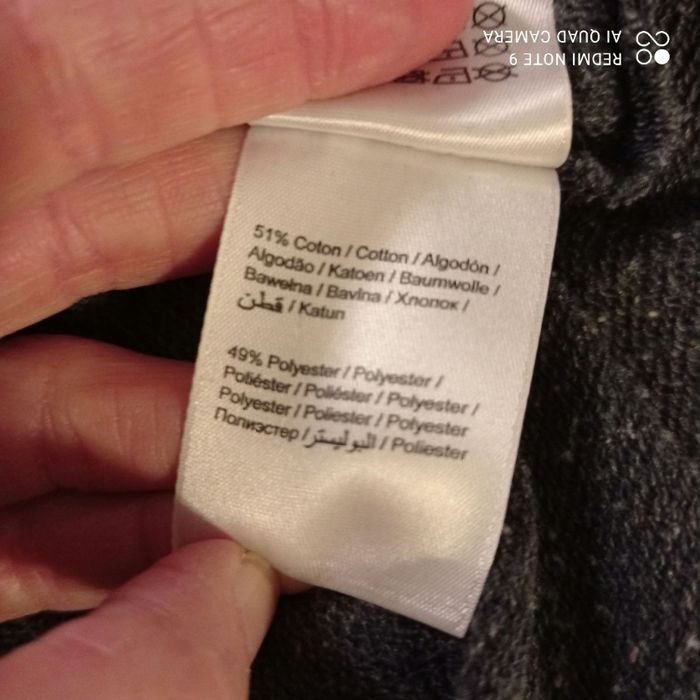 51% Coton / Cotton / Algodón /
Algodão / Katoen / Baumwolle /
Bawełna / Bavlna / Хлопок /
قطن / Katun
49% Polyester / Polyester /
Poliéster / Poliéster / Polyester /
Polyester / Poliester / Polyester
Полиэстер / البوليستر / Poliester
REDMI NOTE 9
AI QUAD CAMERA